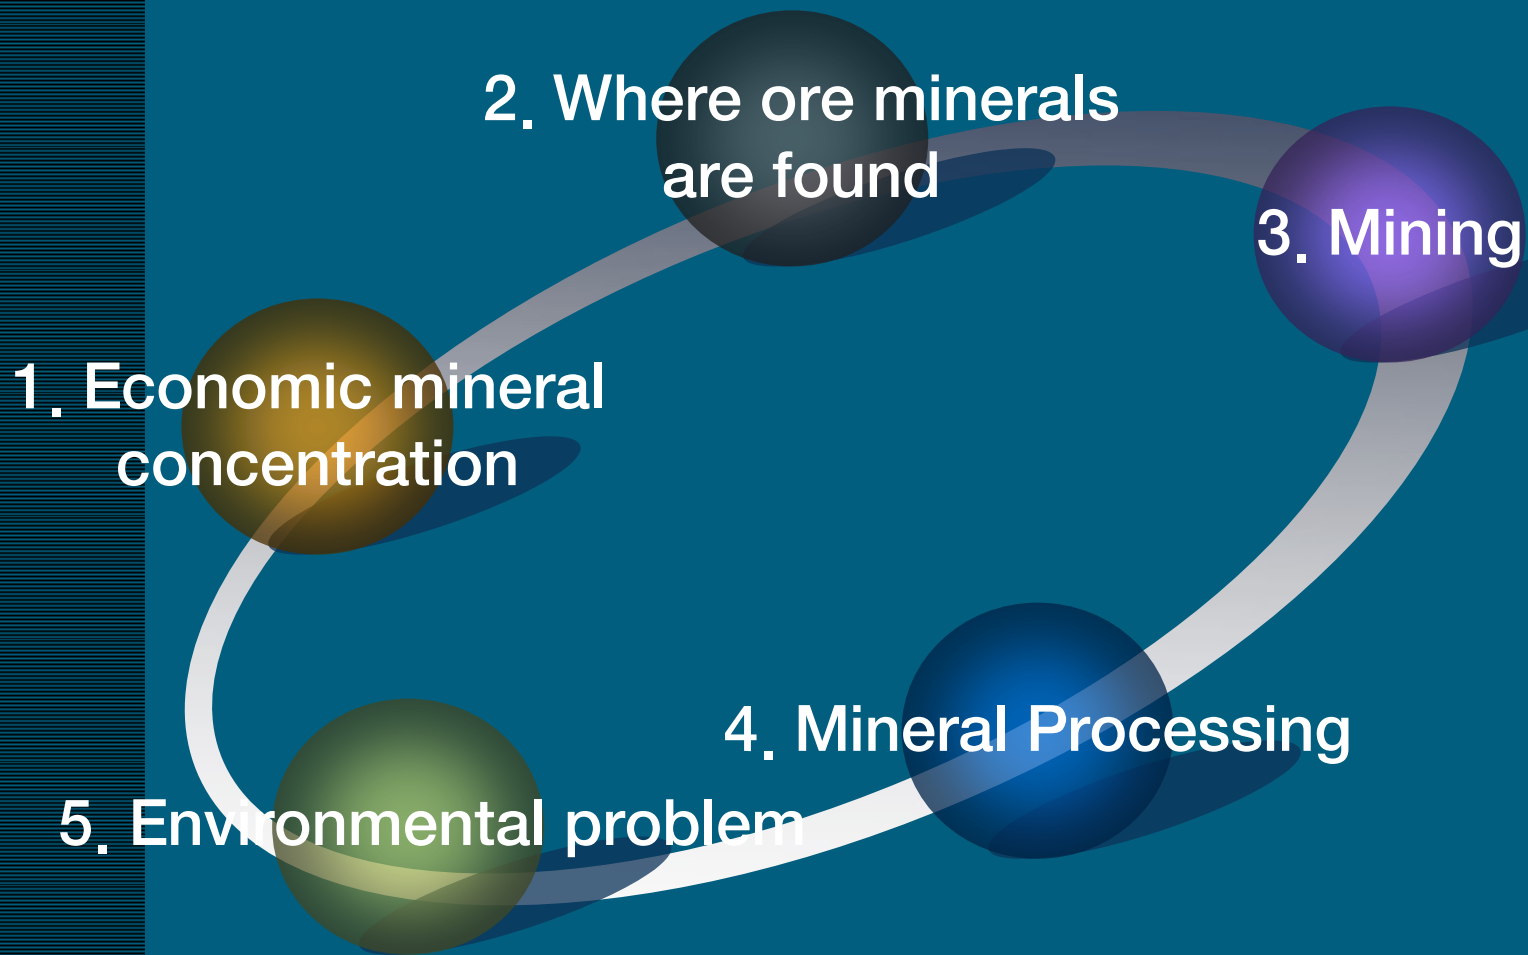 1. Economic mineral
concentration
2. Where ore minerals
are found
3. Mining
4. Mineral Processing
5. Environmental problem